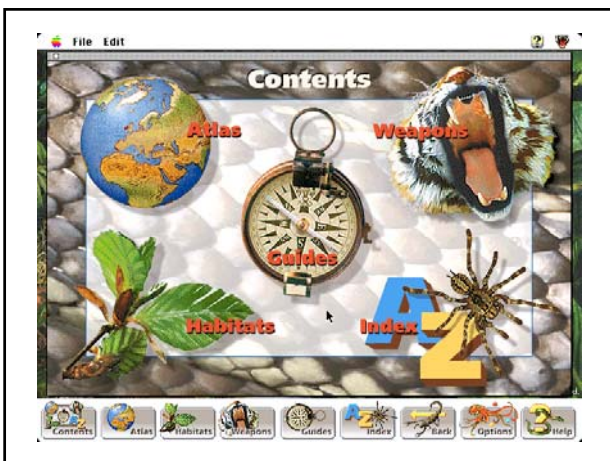 File Edit
Contents
Atlas
Weapons
Guides
Habitats
Index
A
Z
Contents Atlas Habitats Weapons Guides Index Back Options Help